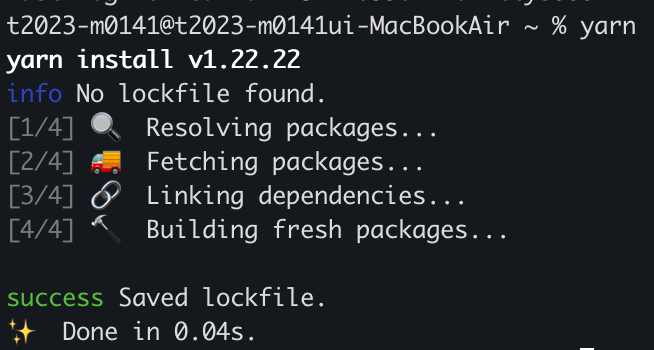 t2023-m0141@t2023-m0141ui-MacBookAir ~ % yarn
yarn install v1.22.22
info No lockfile found.
[1/4] 🔍 Resolving packages...
[2/4] 🚚 Fetching packages...
[3/4] 🔗 Linking dependencies...
[4/4] 🔨 Building fresh packages...
success Saved lockfile.
✨ Done in 0.04s.